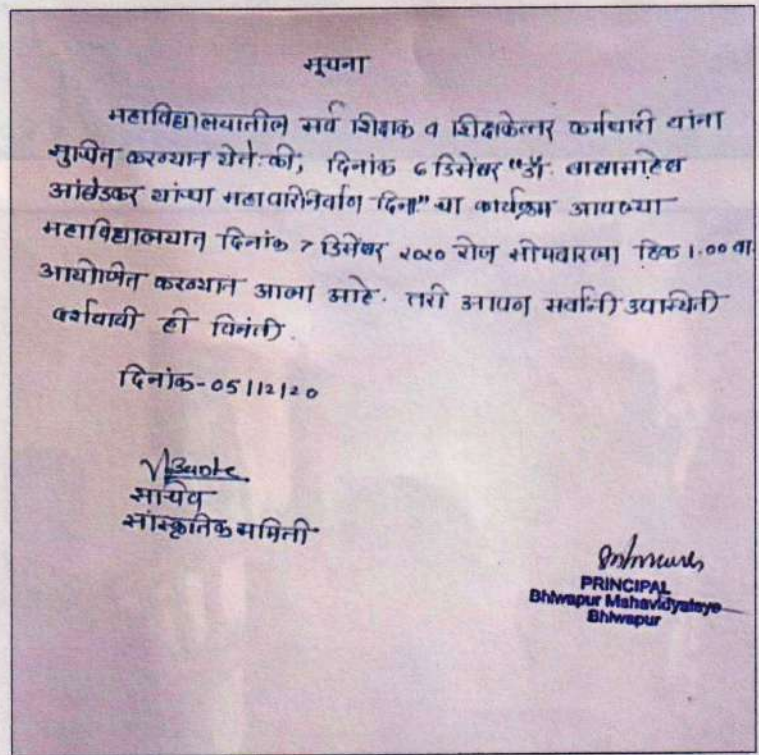 सूचना
महाविद्यालयातील सर्व शिक्षक व शिक्षकेत्तर कर्मचारी यांना
सुचित करण्यात येते की, दिनांक ६ डिसेंबर "डॉ. बाबासाहेब
आंबेडकर यांच्या महापरिनिर्वाण दिना" चा कार्यक्रम आपल्या
महाविद्यालयात दिनांक ७ डिसेंबर २०२० रोज सोमवारला ठिक 1.00 वा.
आयोजित करण्यात आला आहे. तरी आपण सर्वांनी उपस्थिती
दर्शवावी ही विनंती.
दिनांक-05/12/20
सचिव
सांस्कृतिक समिती
PRINCIPAL
Bhiwapur Mahavidyalaya
Bhiwapur